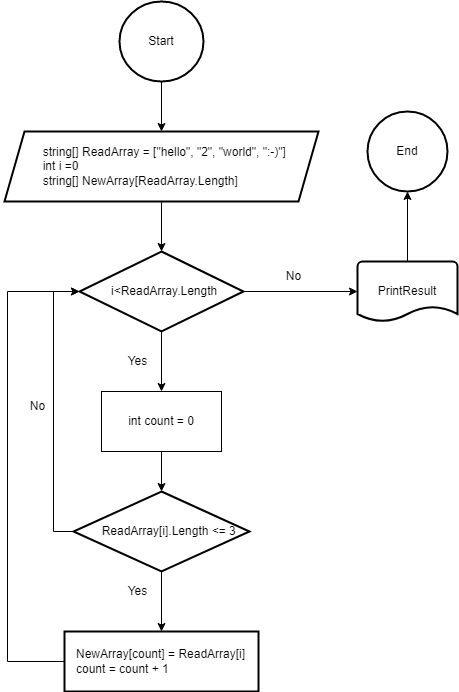 Start
string[] ReadArray = ["hello", "2", "world", ":-)"]
int i =0
string[] NewArray[ReadArray.Length]
End
i<ReadArray.Length
No
PrintResult
Yes
int count = 0
No
ReadArray[i].Length <= 3
Yes
NewArray[count] = ReadArray[i]
count = count + 1